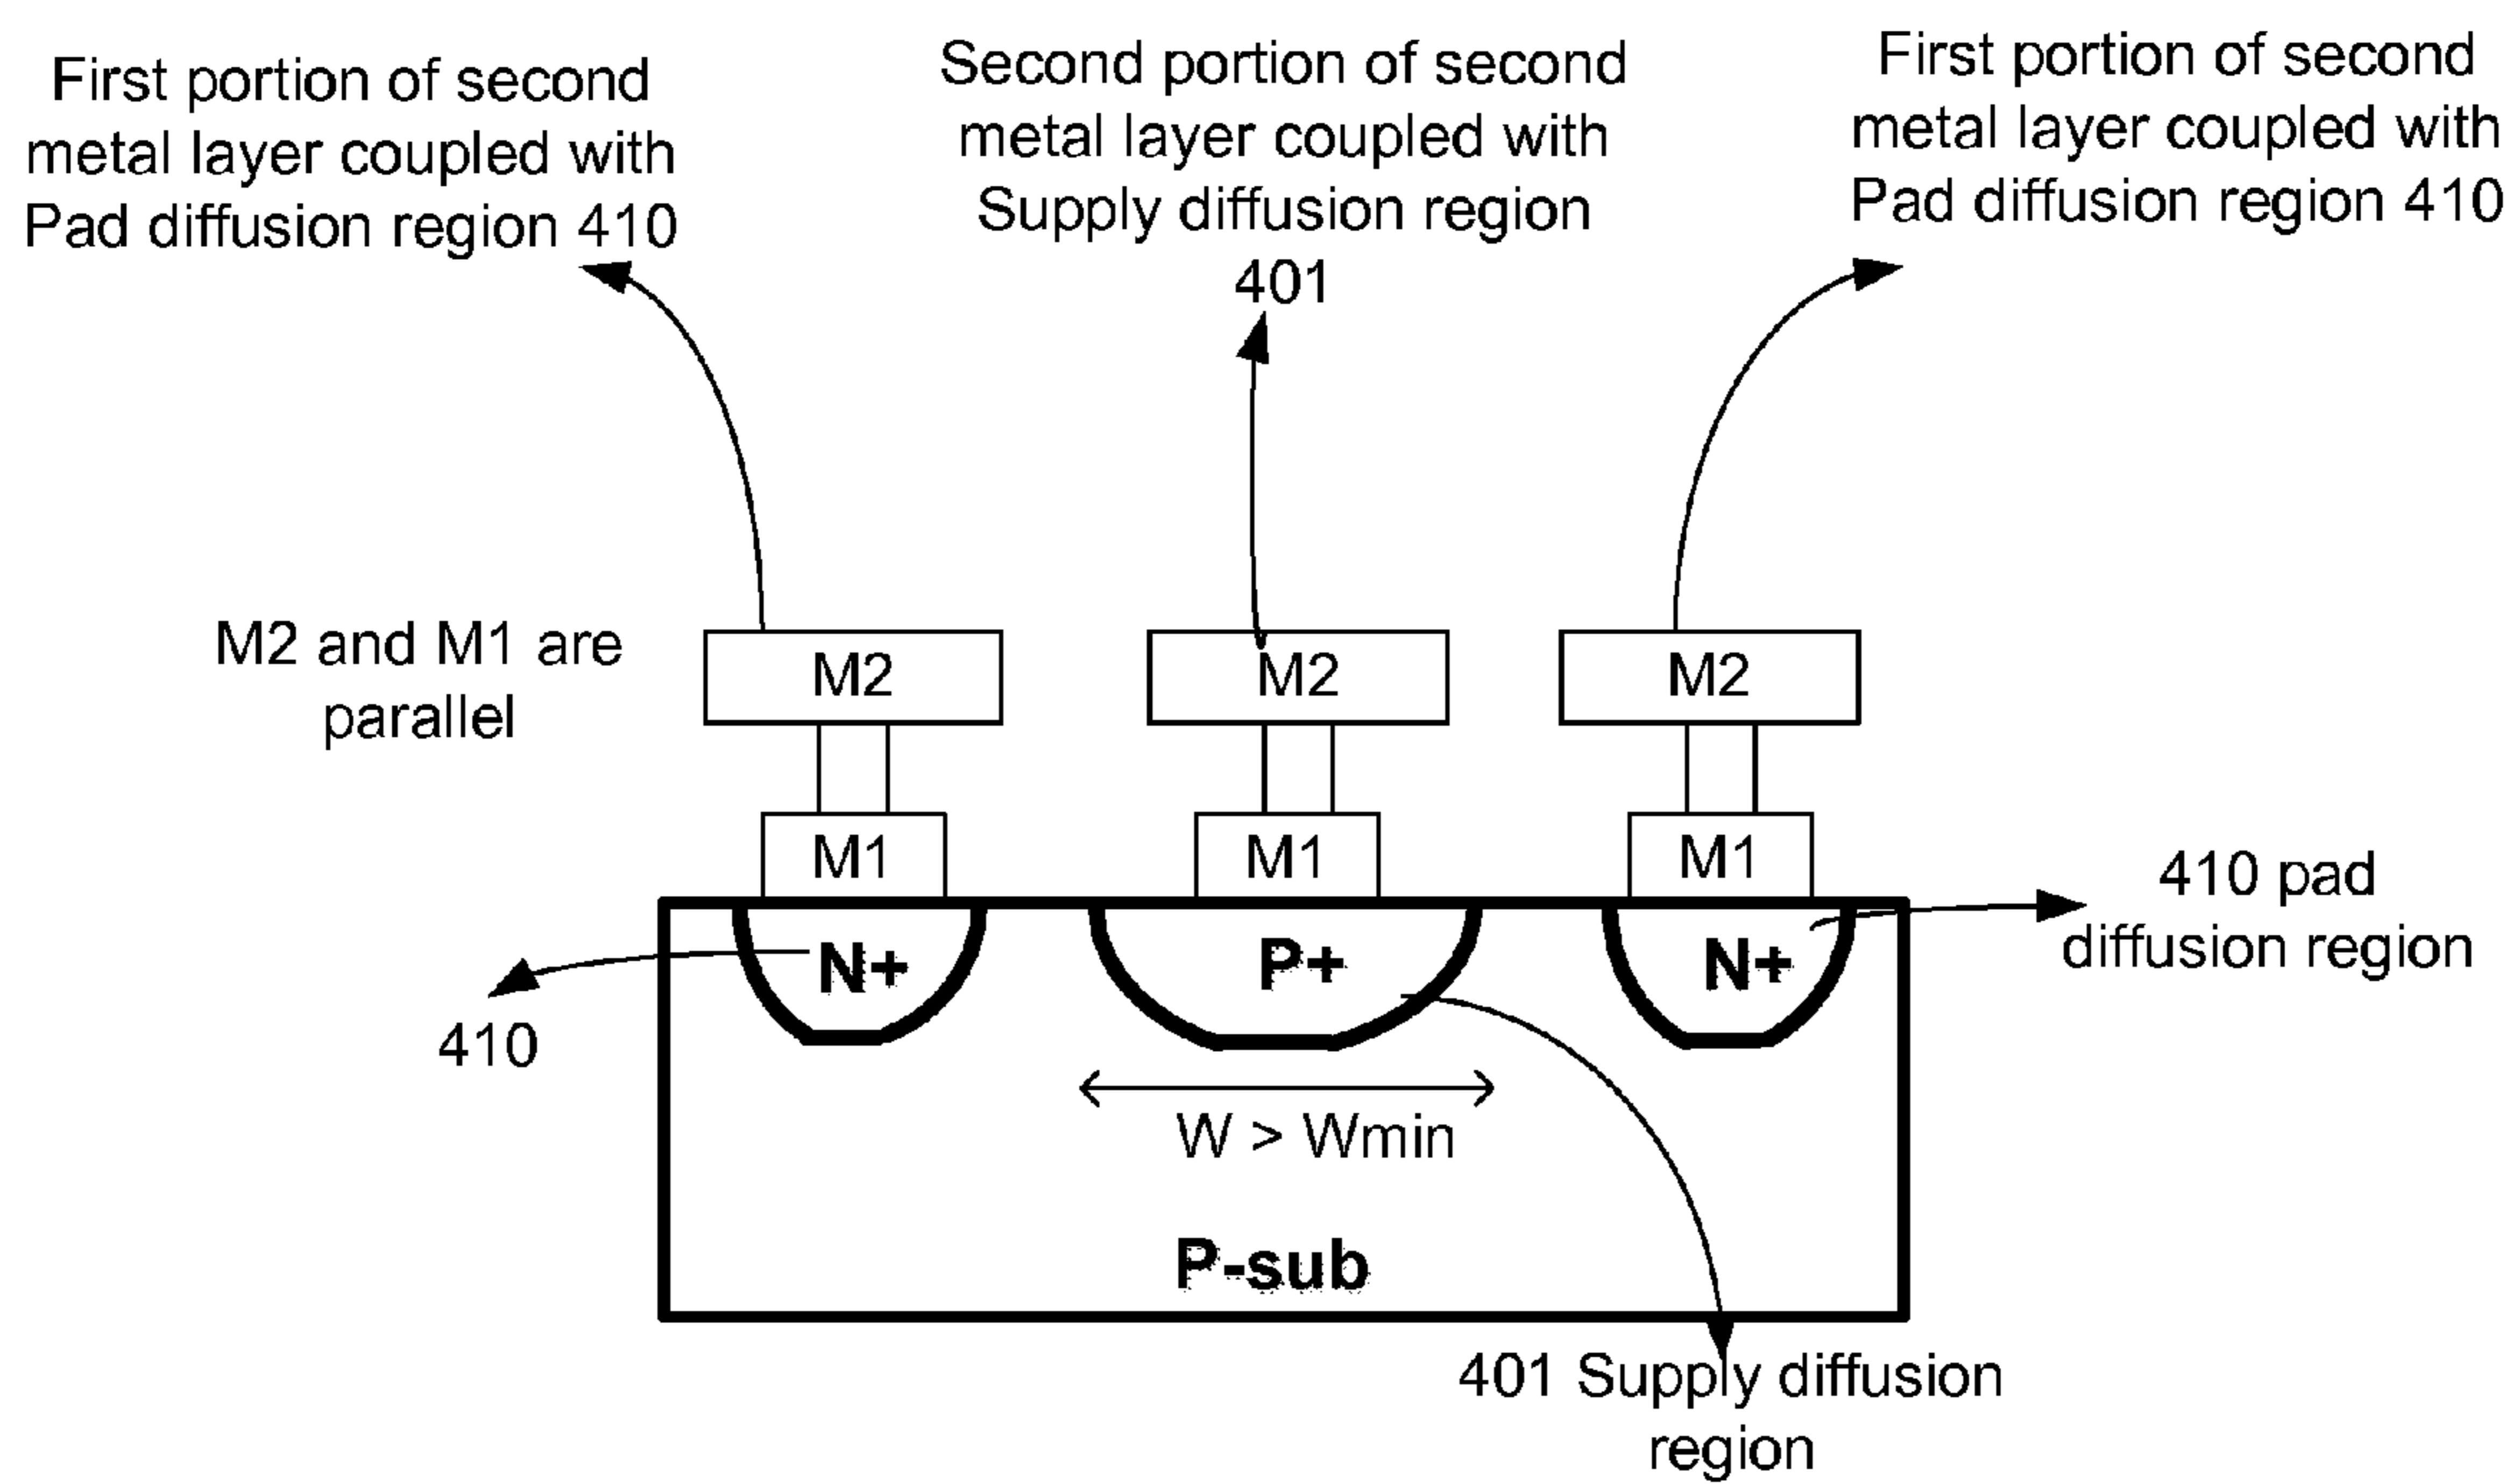 First portion of second
metal layer coupled with
Pad diffusion region 410
Second portion of second
metal layer coupled with
Supply diffusion region
401
First portion of second
metal layer coupled with
Pad diffusion region 410
M2 and M1 are
parallel
M2
M2
M2
M1
M1
M1
410 pad
diffusion region
N+
P+
N+
410
W > Wmin
P-sub
401 Supply diffusion
region